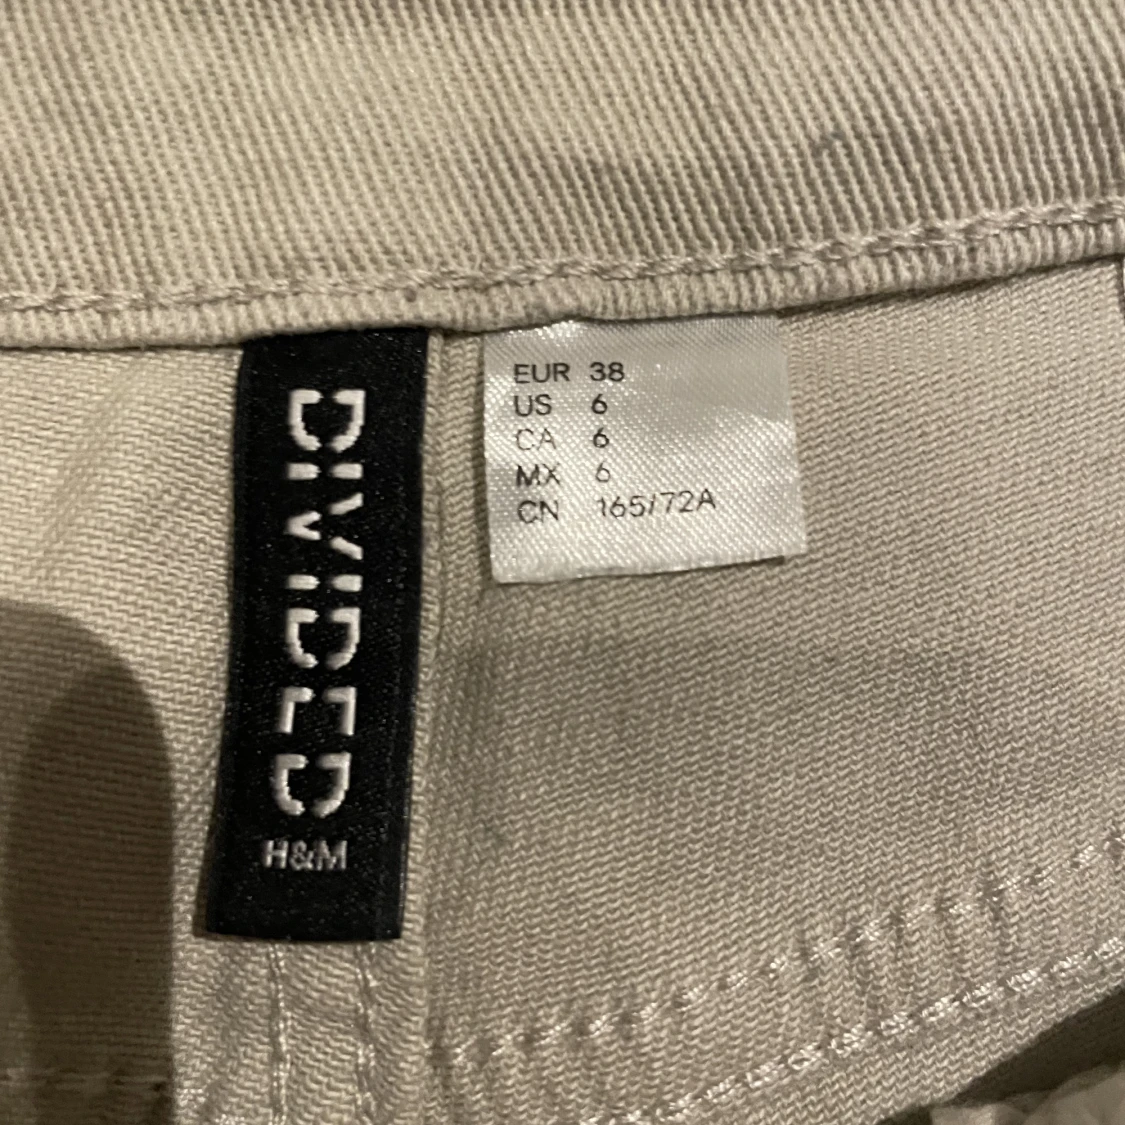 DIVIDED
H&M
EUR 38
US 6
CA 6
MX 6
CN 165/72A